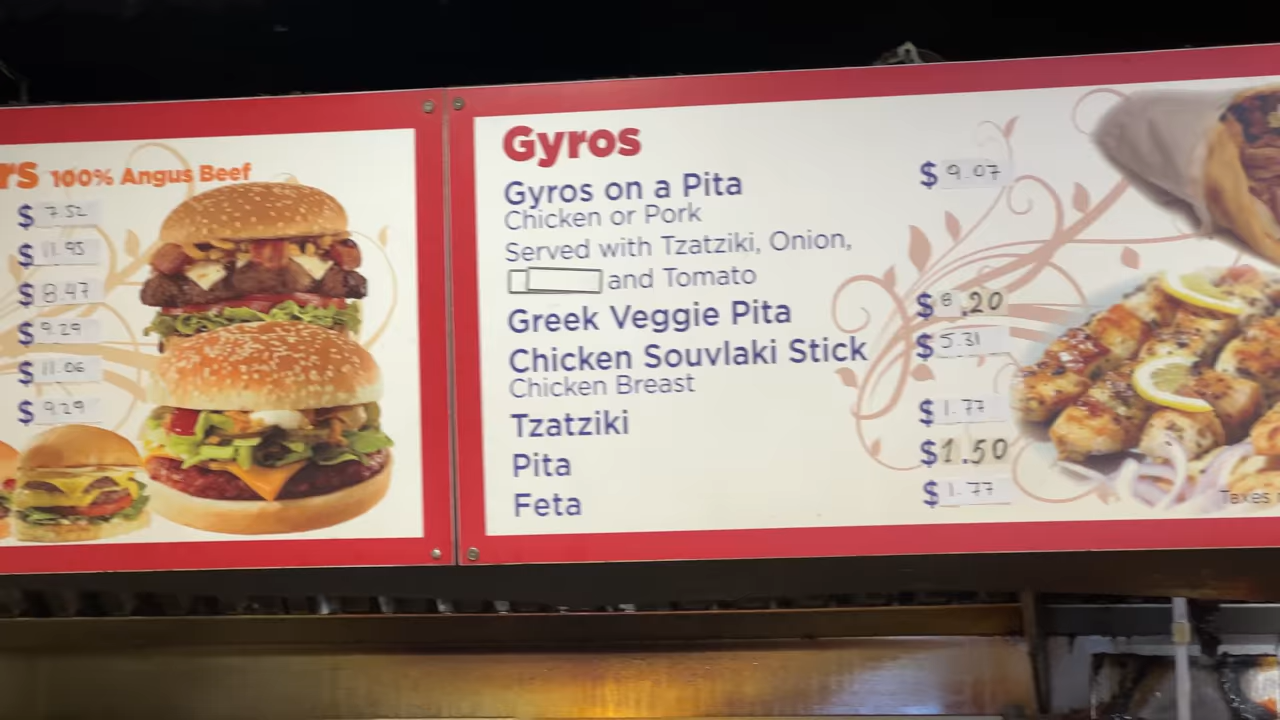 rs 100% Angus Beef
$ 7.52
$ 11.95
$ 8.47
$ 9.29
$ 11.06
$ 9.29
Gyros
Gyros on a Pita $ 9.07
Chicken or Pork
Served with Tzatziki, Onion,
and Tomato
Greek Veggie Pita $ 8.20
Chicken Souvlaki Stick $ 5.31
Chicken Breast
Tzatziki $ 1.77
Pita $1.50
Feta $ 1.77
Taxes